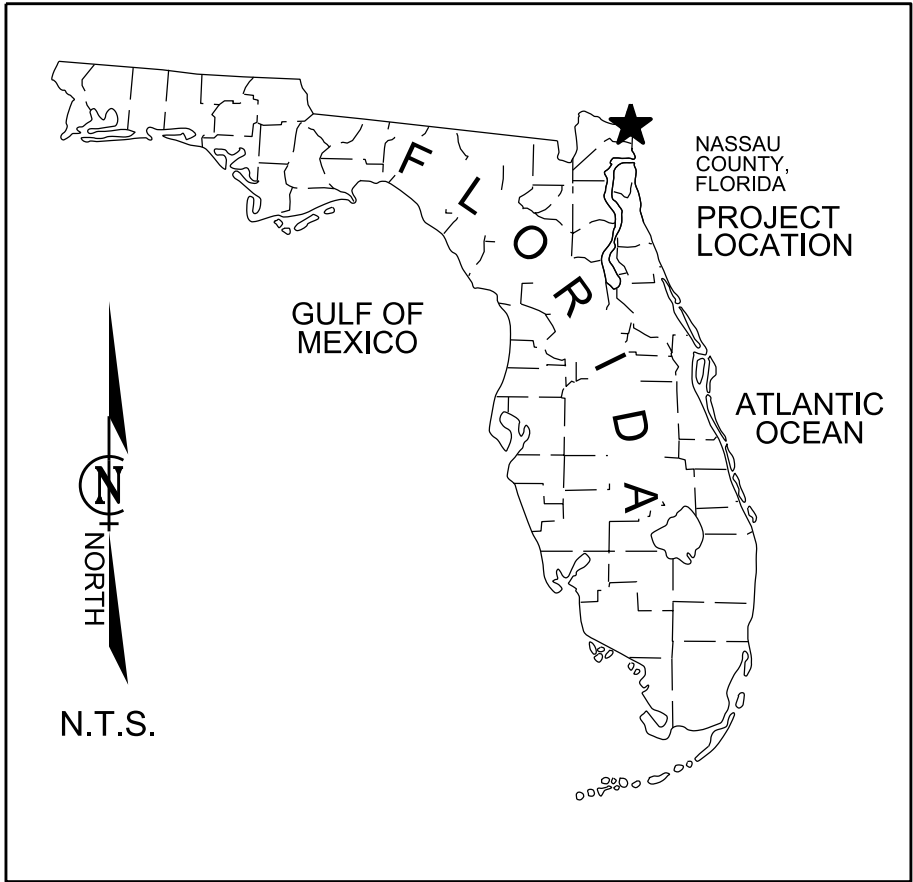 NASSAU
COUNTY,
FLORIDA
PROJECT
LOCATION
FLORIDA
GULF OF
MEXICO
ATLANTIC
OCEAN
N
NORTH
N.T.S.